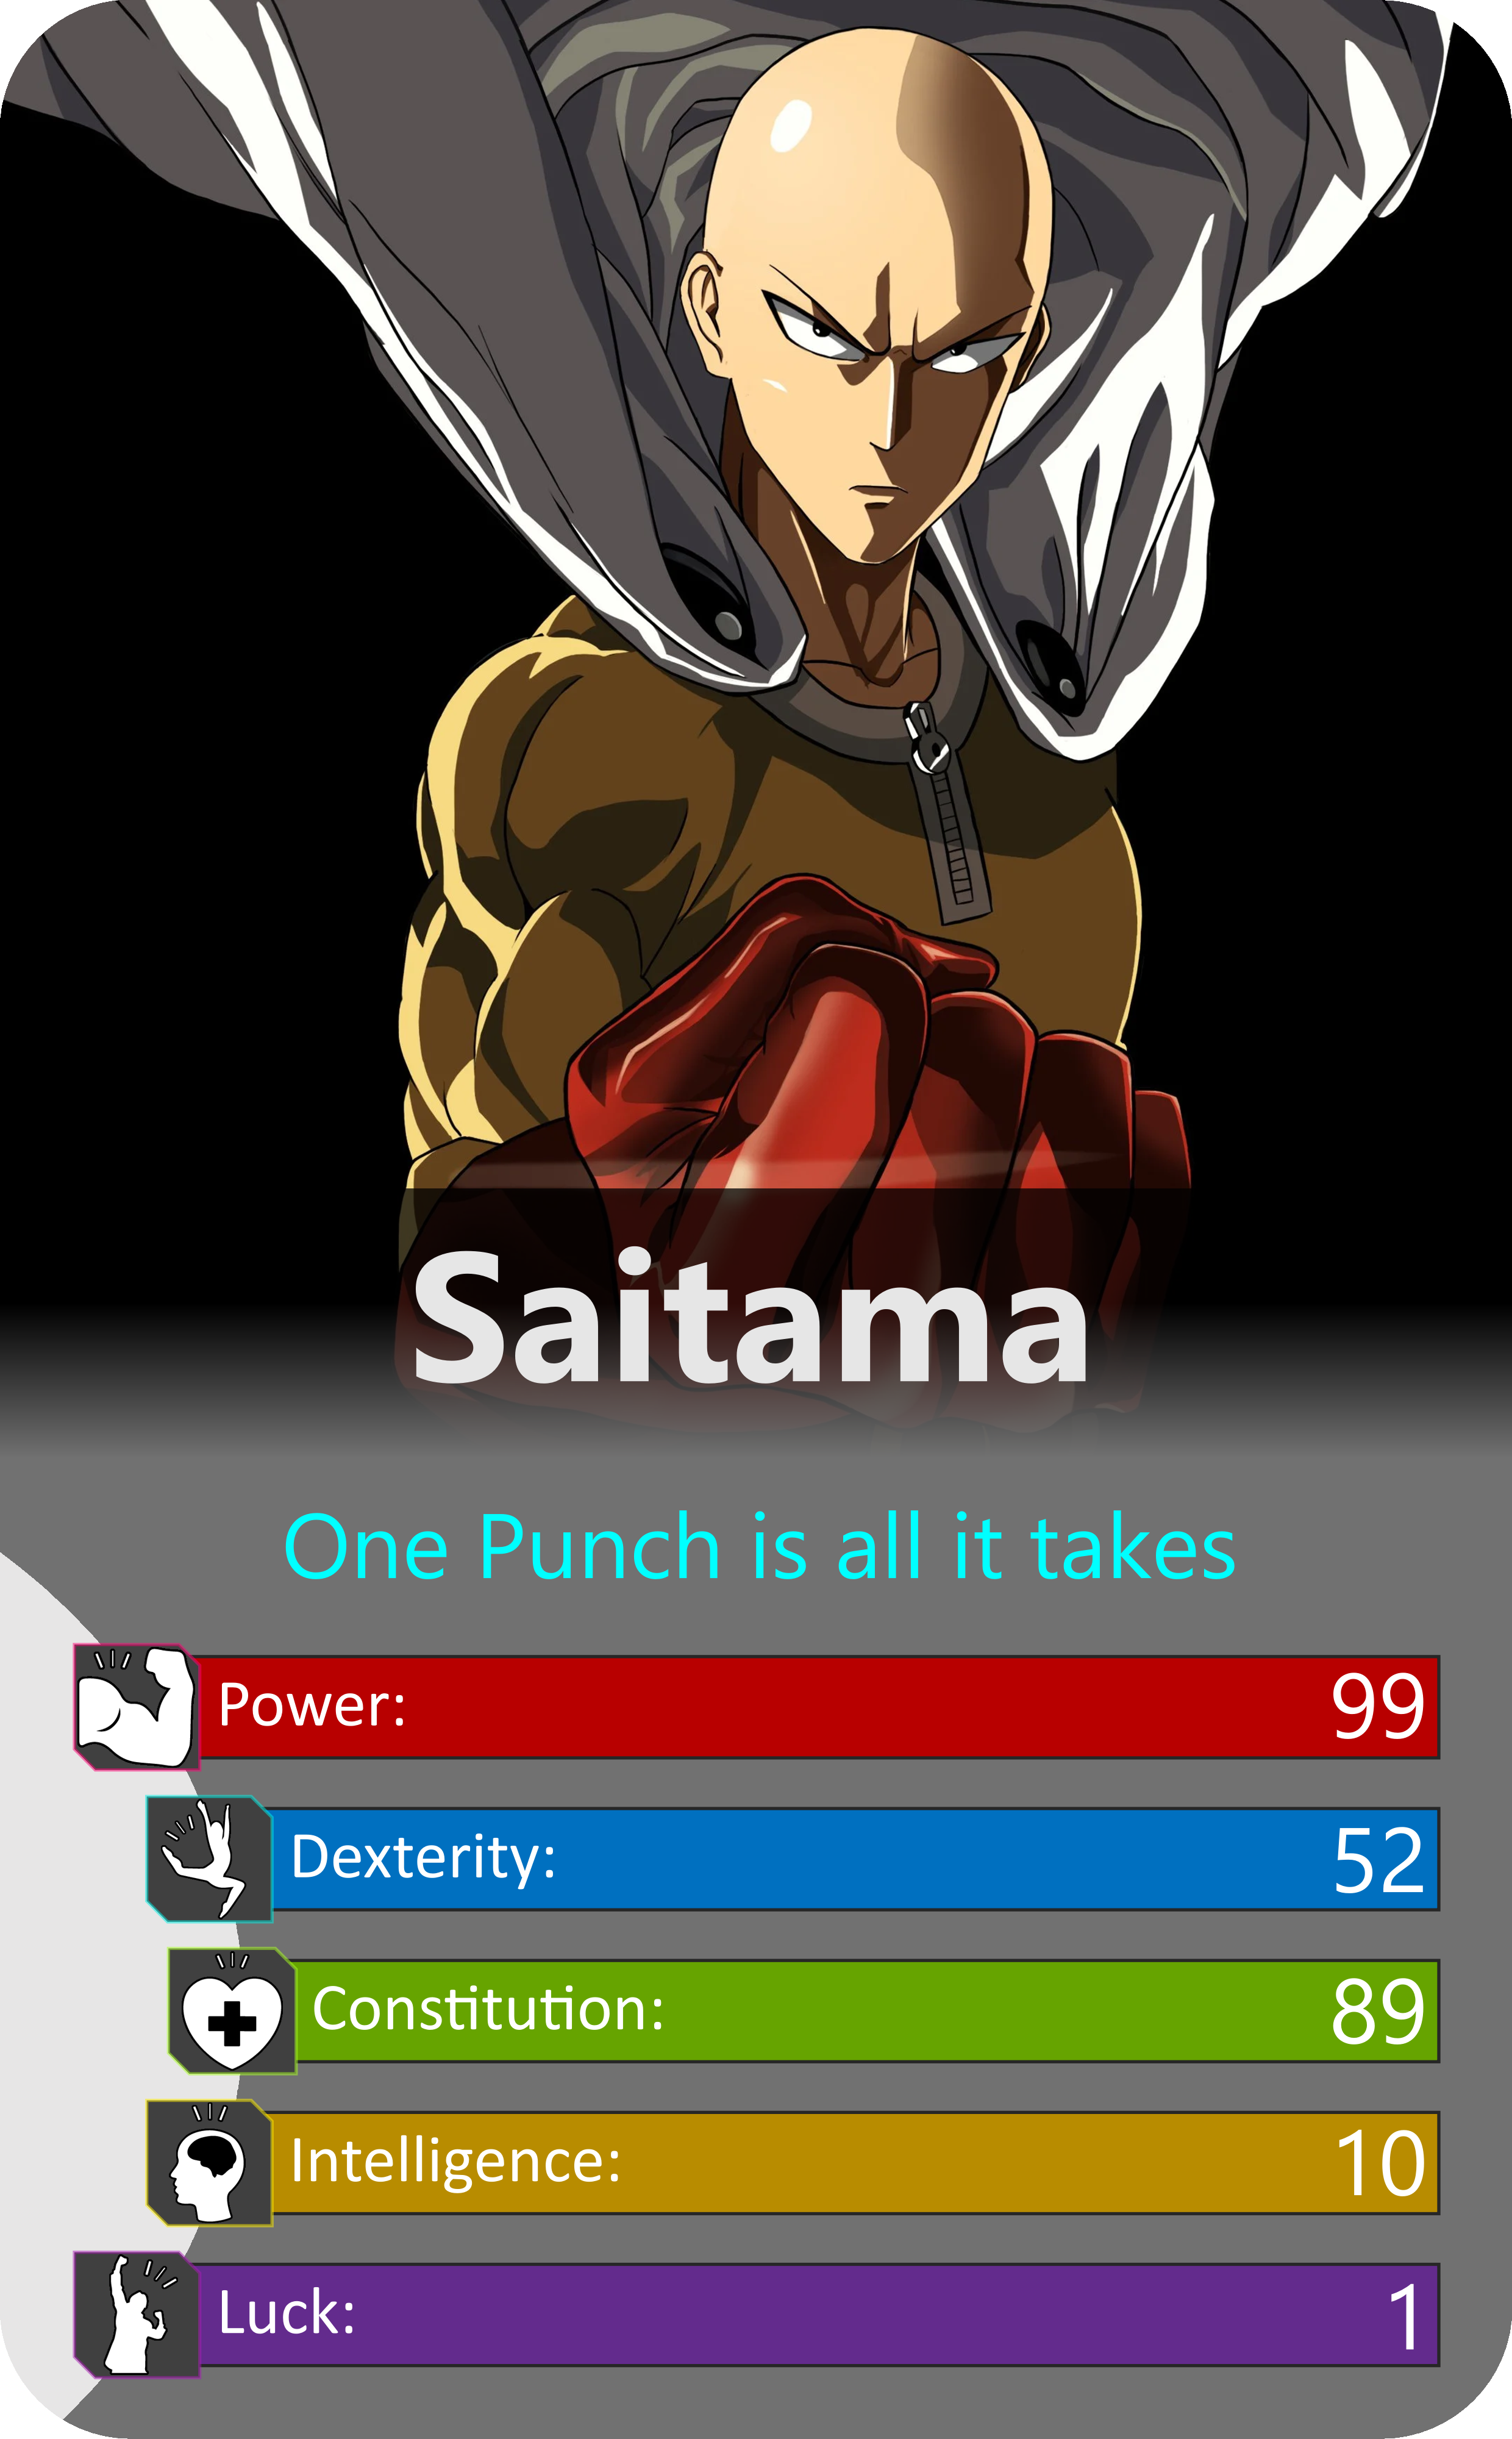 Saitama
One Punch is all it takes
Power: 99
Dexterity: 52
Constitution: 89
Intelligence: 10
Luck: 1